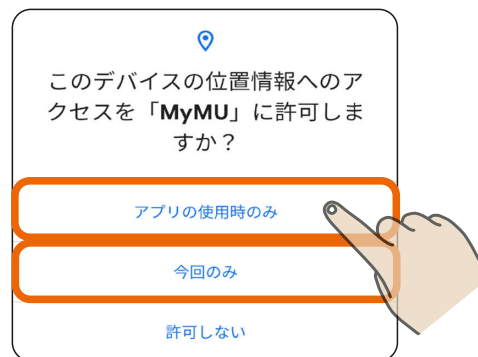 このデバイスの位置情報へのア
クセスを「MyMU」に許可しま
すか？
アプリの使用時のみ
今回のみ
許可しない